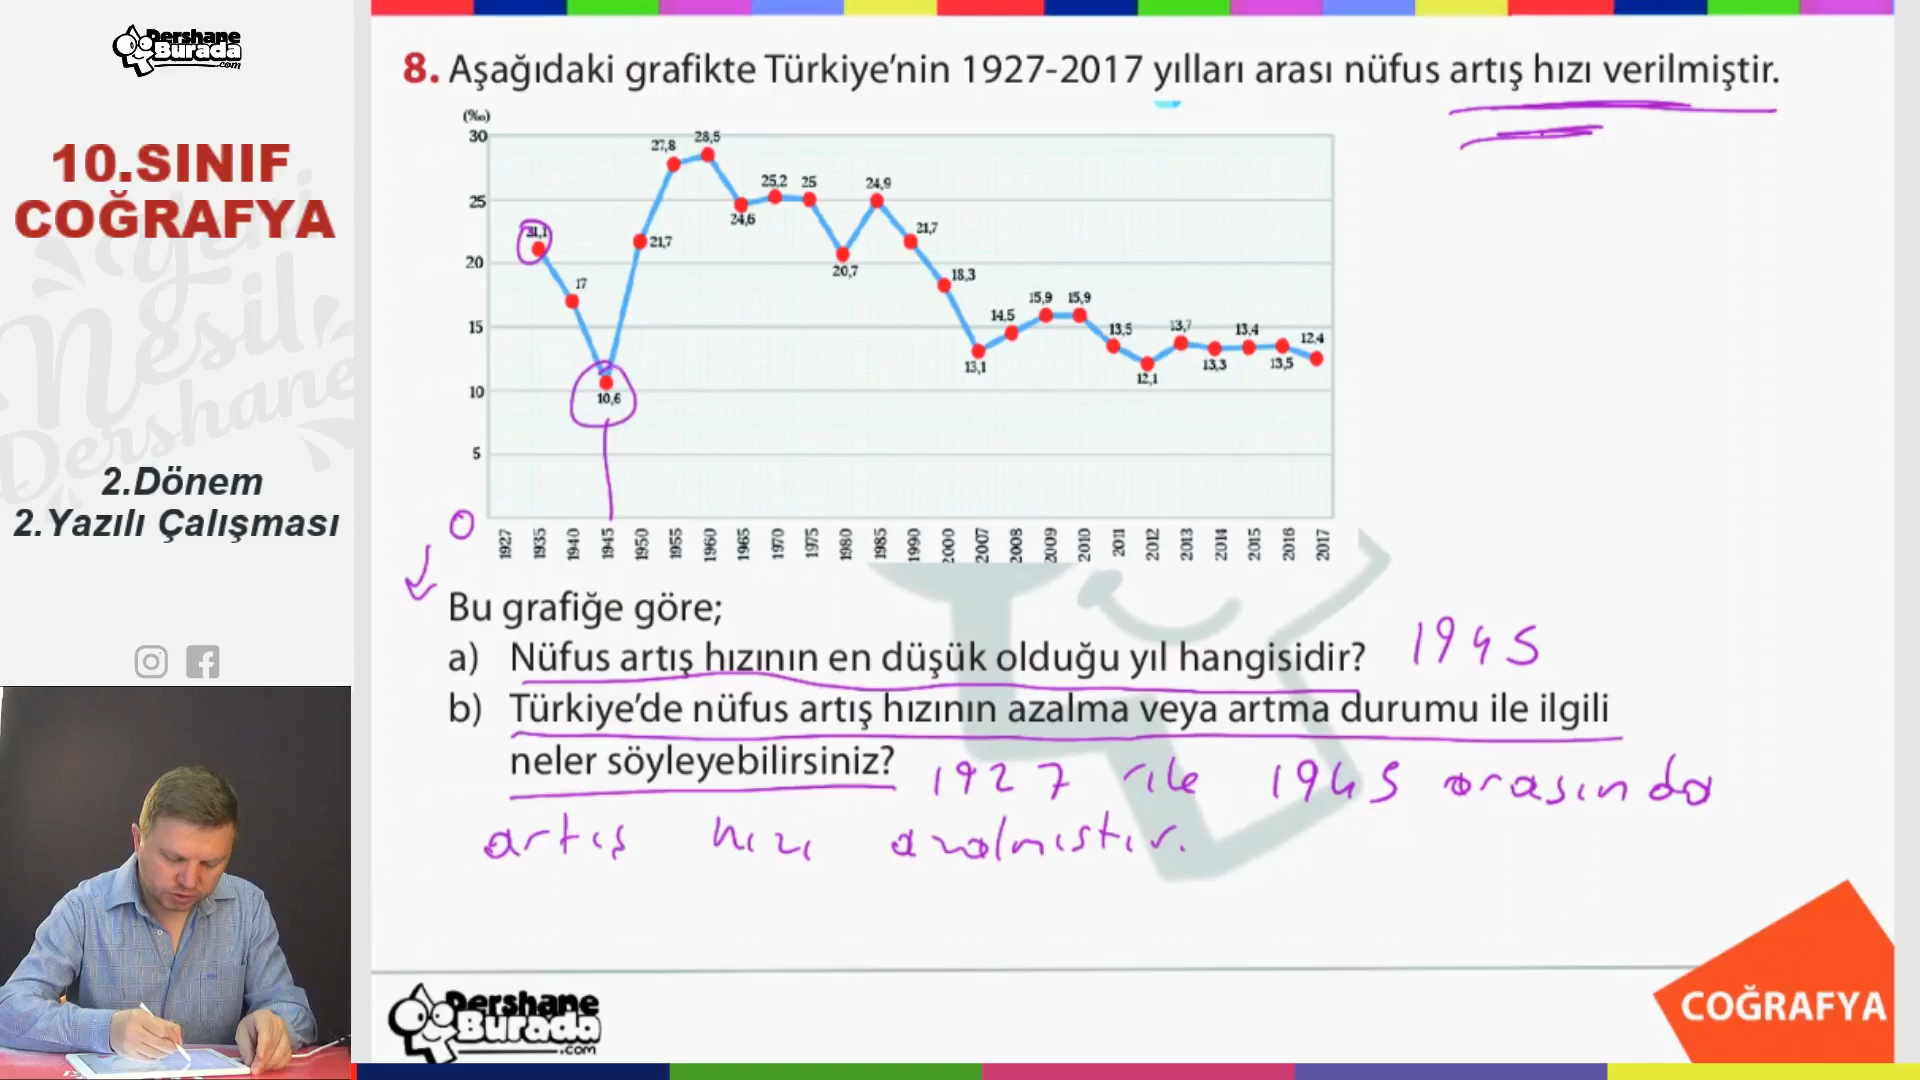 Dershane
Burada
.com
10.SINIF
COĞRAFYA
Yeni
Nesil
Dershane
2.Dönem
2.Yazılı Çalışması
8. Aşağıdaki grafikte Türkiye'nin 1927-2017 yılları arası nüfus artış hızı verilmiştir.
(‰)
30
25
20
15
10
5
0
21,1
17
10,6
21,7
27,8
28,5
24,6
25,2
25
20,7
24,9
21,7
18,3
13,1
14,5
15,9
15,9
13,5
12,1
13,7
13,3
13,4
13,5
12,4
1927 1935 1940 1945 1950 1955 1960 1965 1970 1975 1980 1985 1990 2000 2007 2008 2009 2010 2011 2012 2013 2014 2015 2016 2017
Bu grafiğe göre;
a) Nüfus artış hızının en düşük olduğu yıl hangisidir? 1945
b) Türkiye'de nüfus artış hızının azalma veya artma durumu ile ilgili
neler söyleyebilirsiniz? 1927 ile 1945 arasında
artış hızı azalmıştır.
Dershane
Burada
.com
COĞRAFYA